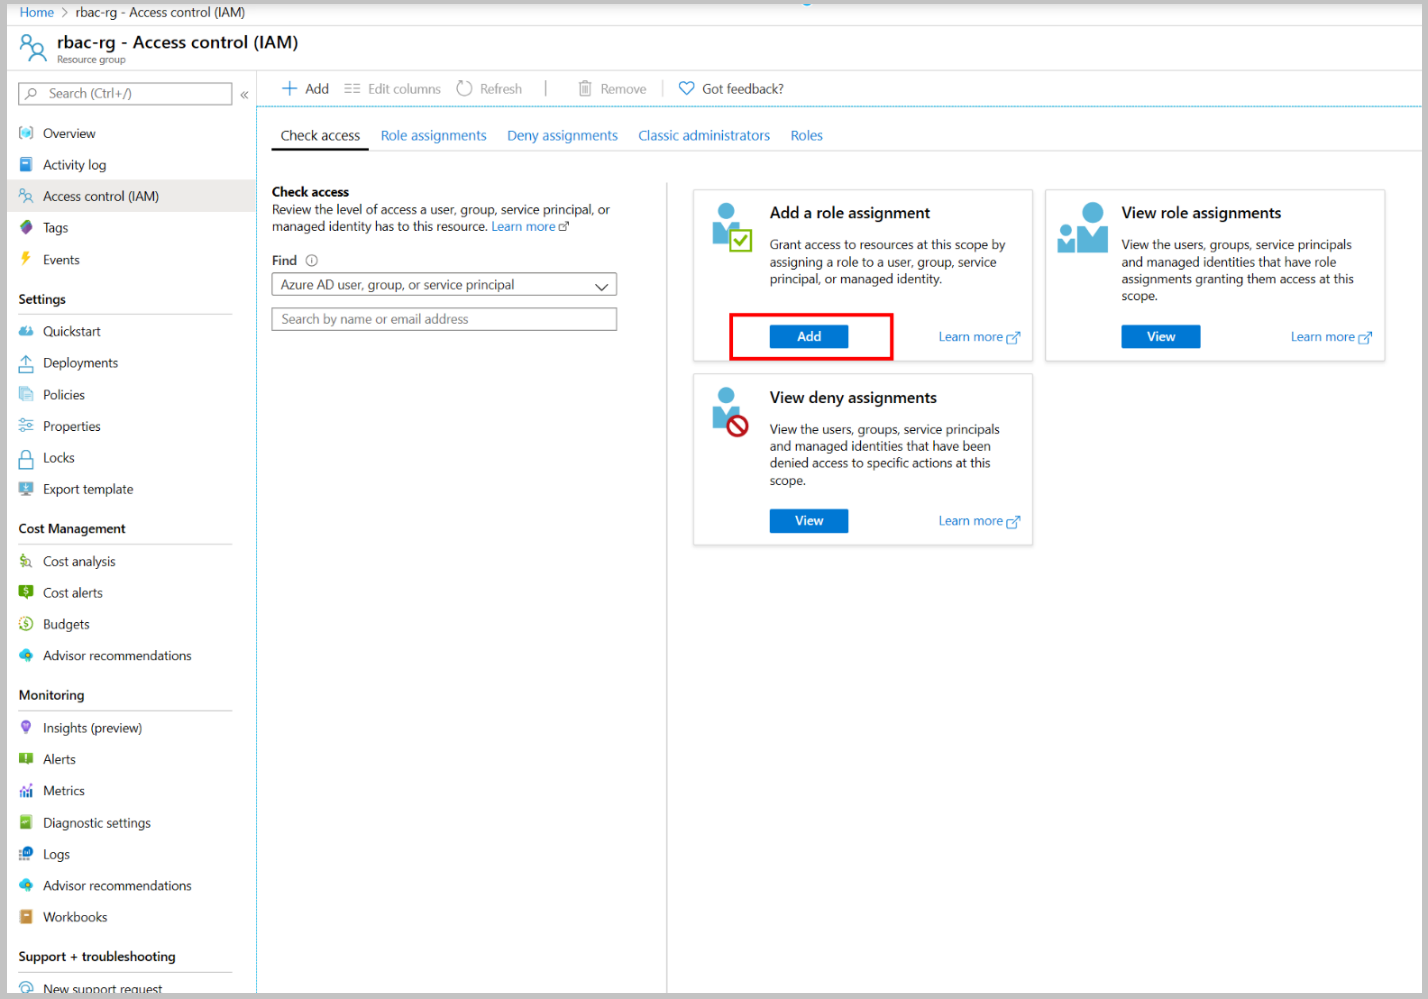 Home > rbac-rg - Access control (IAM)
rbac-rg - Access control (IAM)
Resource group
Search (Ctrl+/)
«
Add
Edit columns
Refresh
Remove
Got feedback?
Overview
Activity log
Access control (IAM)
Tags
Events
Settings
Quickstart
Deployments
Policies
Properties
Locks
Export template
Cost Management
Cost analysis
Cost alerts
Budgets
Advisor recommendations
Monitoring
Insights (preview)
Alerts
Metrics
Diagnostic settings
Logs
Advisor recommendations
Workbooks
Support + troubleshooting
New support request
Check access
Role assignments
Deny assignments
Classic administrators
Roles
Check access
Review the level of access a user, group, service principal, or
managed identity has to this resource. Learn more
Find
Azure AD user, group, or service principal
Search by name or email address
Add a role assignment
Grant access to resources at this scope by
assigning a role to a user, group, service
principal, or managed identity.
Add
Learn more
View role assignments
View the users, groups, service principals
and managed identities that have role
assignments granting them access at this
scope.
View
Learn more
View deny assignments
View the users, groups, service principals
and managed identities that have been
denied access to specific actions at this
scope.
View
Learn more